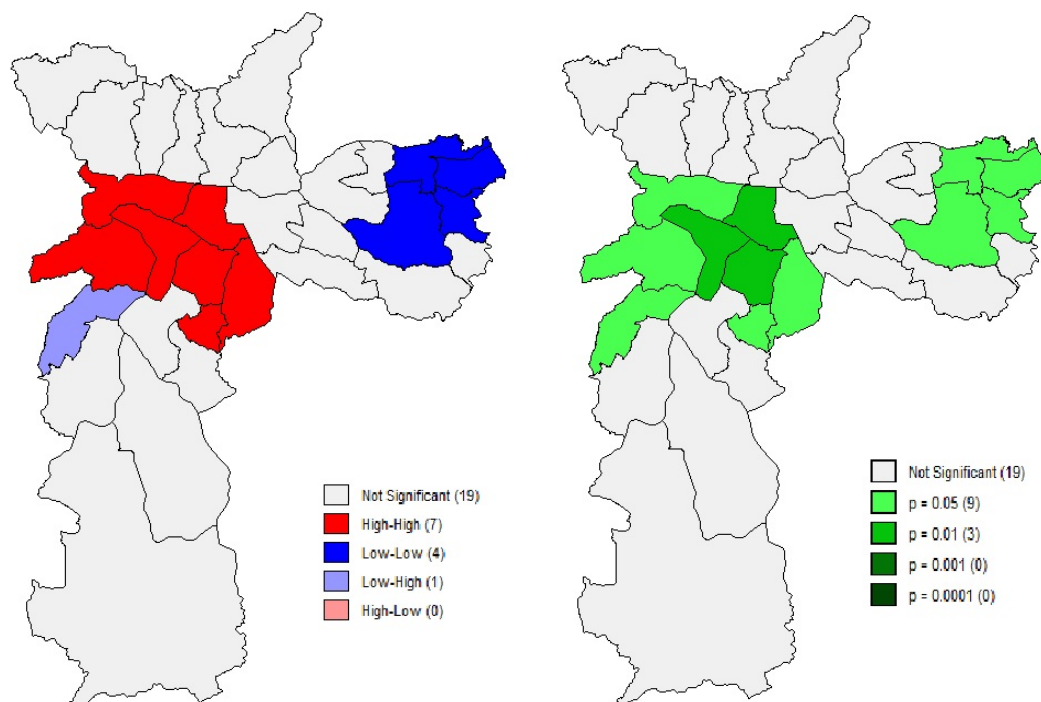 Not Significant (19)
High-High (7)
Low-Low (4)
Low-High (1)
High-Low (0)
Not Significant (19)
p = 0.05 (9)
p = 0.01 (3)
p = 0.001 (0)
p = 0.0001 (0)